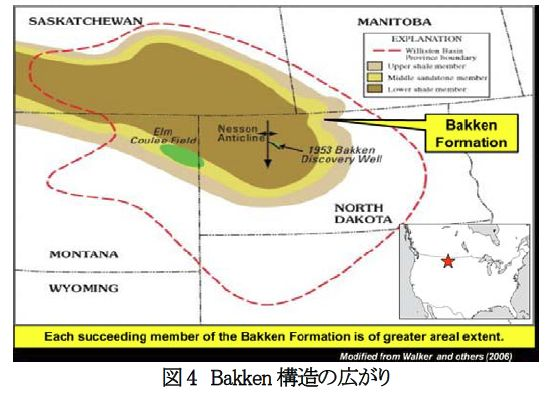 SASKATCHEWAN
MANITOBA
EXPLANATION
Williston Basin
Province boundary
Upper shale member
Middle sandstone member
Lower shale member
Elm
Coulee Field
Nesson
Anticline
1953 Bakken
Discovery Well
Bakken
Formation
NORTH
DAKOTA
MONTANA
WYOMING
Each succeeding member of the Bakken Formation is of greater areal extent.
Modified from Walker and others (2006)
図4 Bakken 構造の広がり